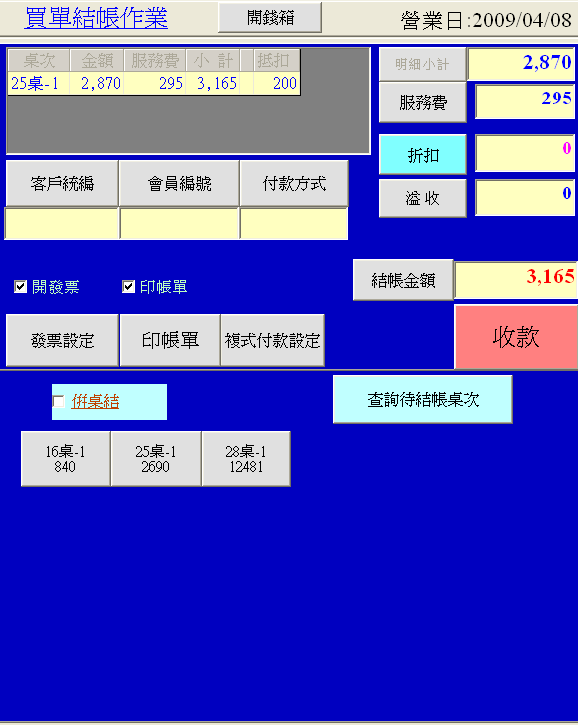 買單結帳作業 開錢箱 營業日:2009/04/08
桌次 金額 服務費 小 計 抵扣
25桌-1 2,870 295 3,165 200
明細小計 2,870
服務費 295
折扣 0
溢 收 0
客戶統編 會員編號 付款方式
結帳金額 3,165
開發票 印帳單
發票設定 印帳單 複式付款設定 收款
併桌結 查詢待結帳桌次
16桌-1 25桌-1 28桌-1
840 2690 12481